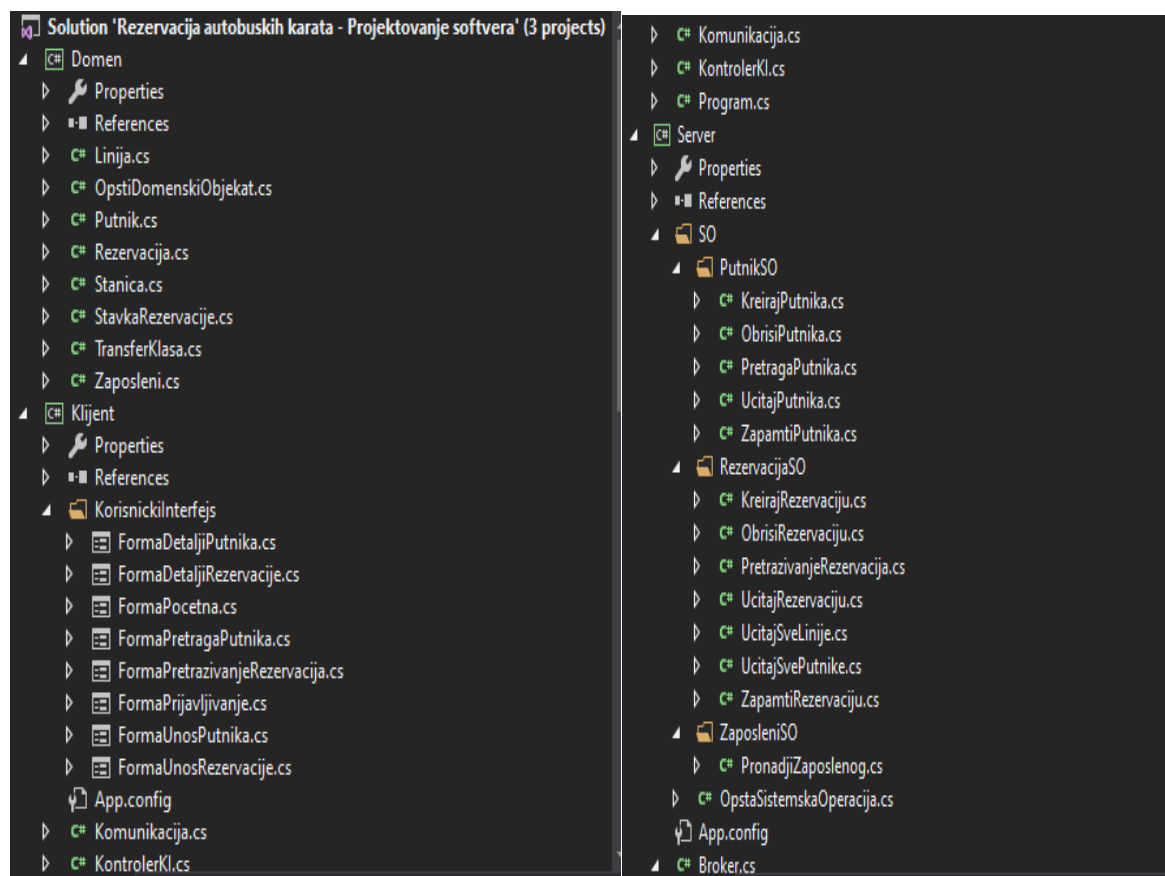 Solution 'Rezervacija autobuskih karata - Projektovanje softvera' (3 projects)
C# Domen
Properties
References
C# Linija.cs
C# OpstiDomenskiObjekat.cs
C# Putnik.cs
C# Rezervacija.cs
C# Stanica.cs
C# StavkaRezervacije.cs
C# TransferKlasa.cs
C# Zaposleni.cs
C# Klijent
Properties
References
KorisnickiInterfejs
FormaDetaljiPutnika.cs
FormaDetaljiRezervacije.cs
FormaPocetna.cs
FormaPretragaPutnika.cs
FormaPretrazivanjeRezervacija.cs
FormaPrijavljivanje.cs
FormaUnosPutnika.cs
FormaUnosRezervacije.cs
App.config
C# Komunikacija.cs
C# KontrolerKI.cs
C# Komunikacija.cs
C# KontrolerKI.cs
C# Program.cs
C# Server
Properties
References
SO
PutnikSO
C# KreirajPutnika.cs
C# ObrisiPutnika.cs
C# PretragaPutnika.cs
C# UcitajPutnika.cs
C# ZapamtiPutnika.cs
RezervacijaSO
C# KreirajRezervaciju.cs
C# ObrisiRezervaciju.cs
C# PretrazivanjeRezervacija.cs
C# UcitajRezervaciju.cs
C# UcitajSveLinije.cs
C# UcitajSvePutnike.cs
C# ZapamtiRezervaciju.cs
ZaposleniSO
C# PronadjiZaposlenog.cs
C# OpstaSistemskaOperacija.cs
App.config
C# Broker.cs